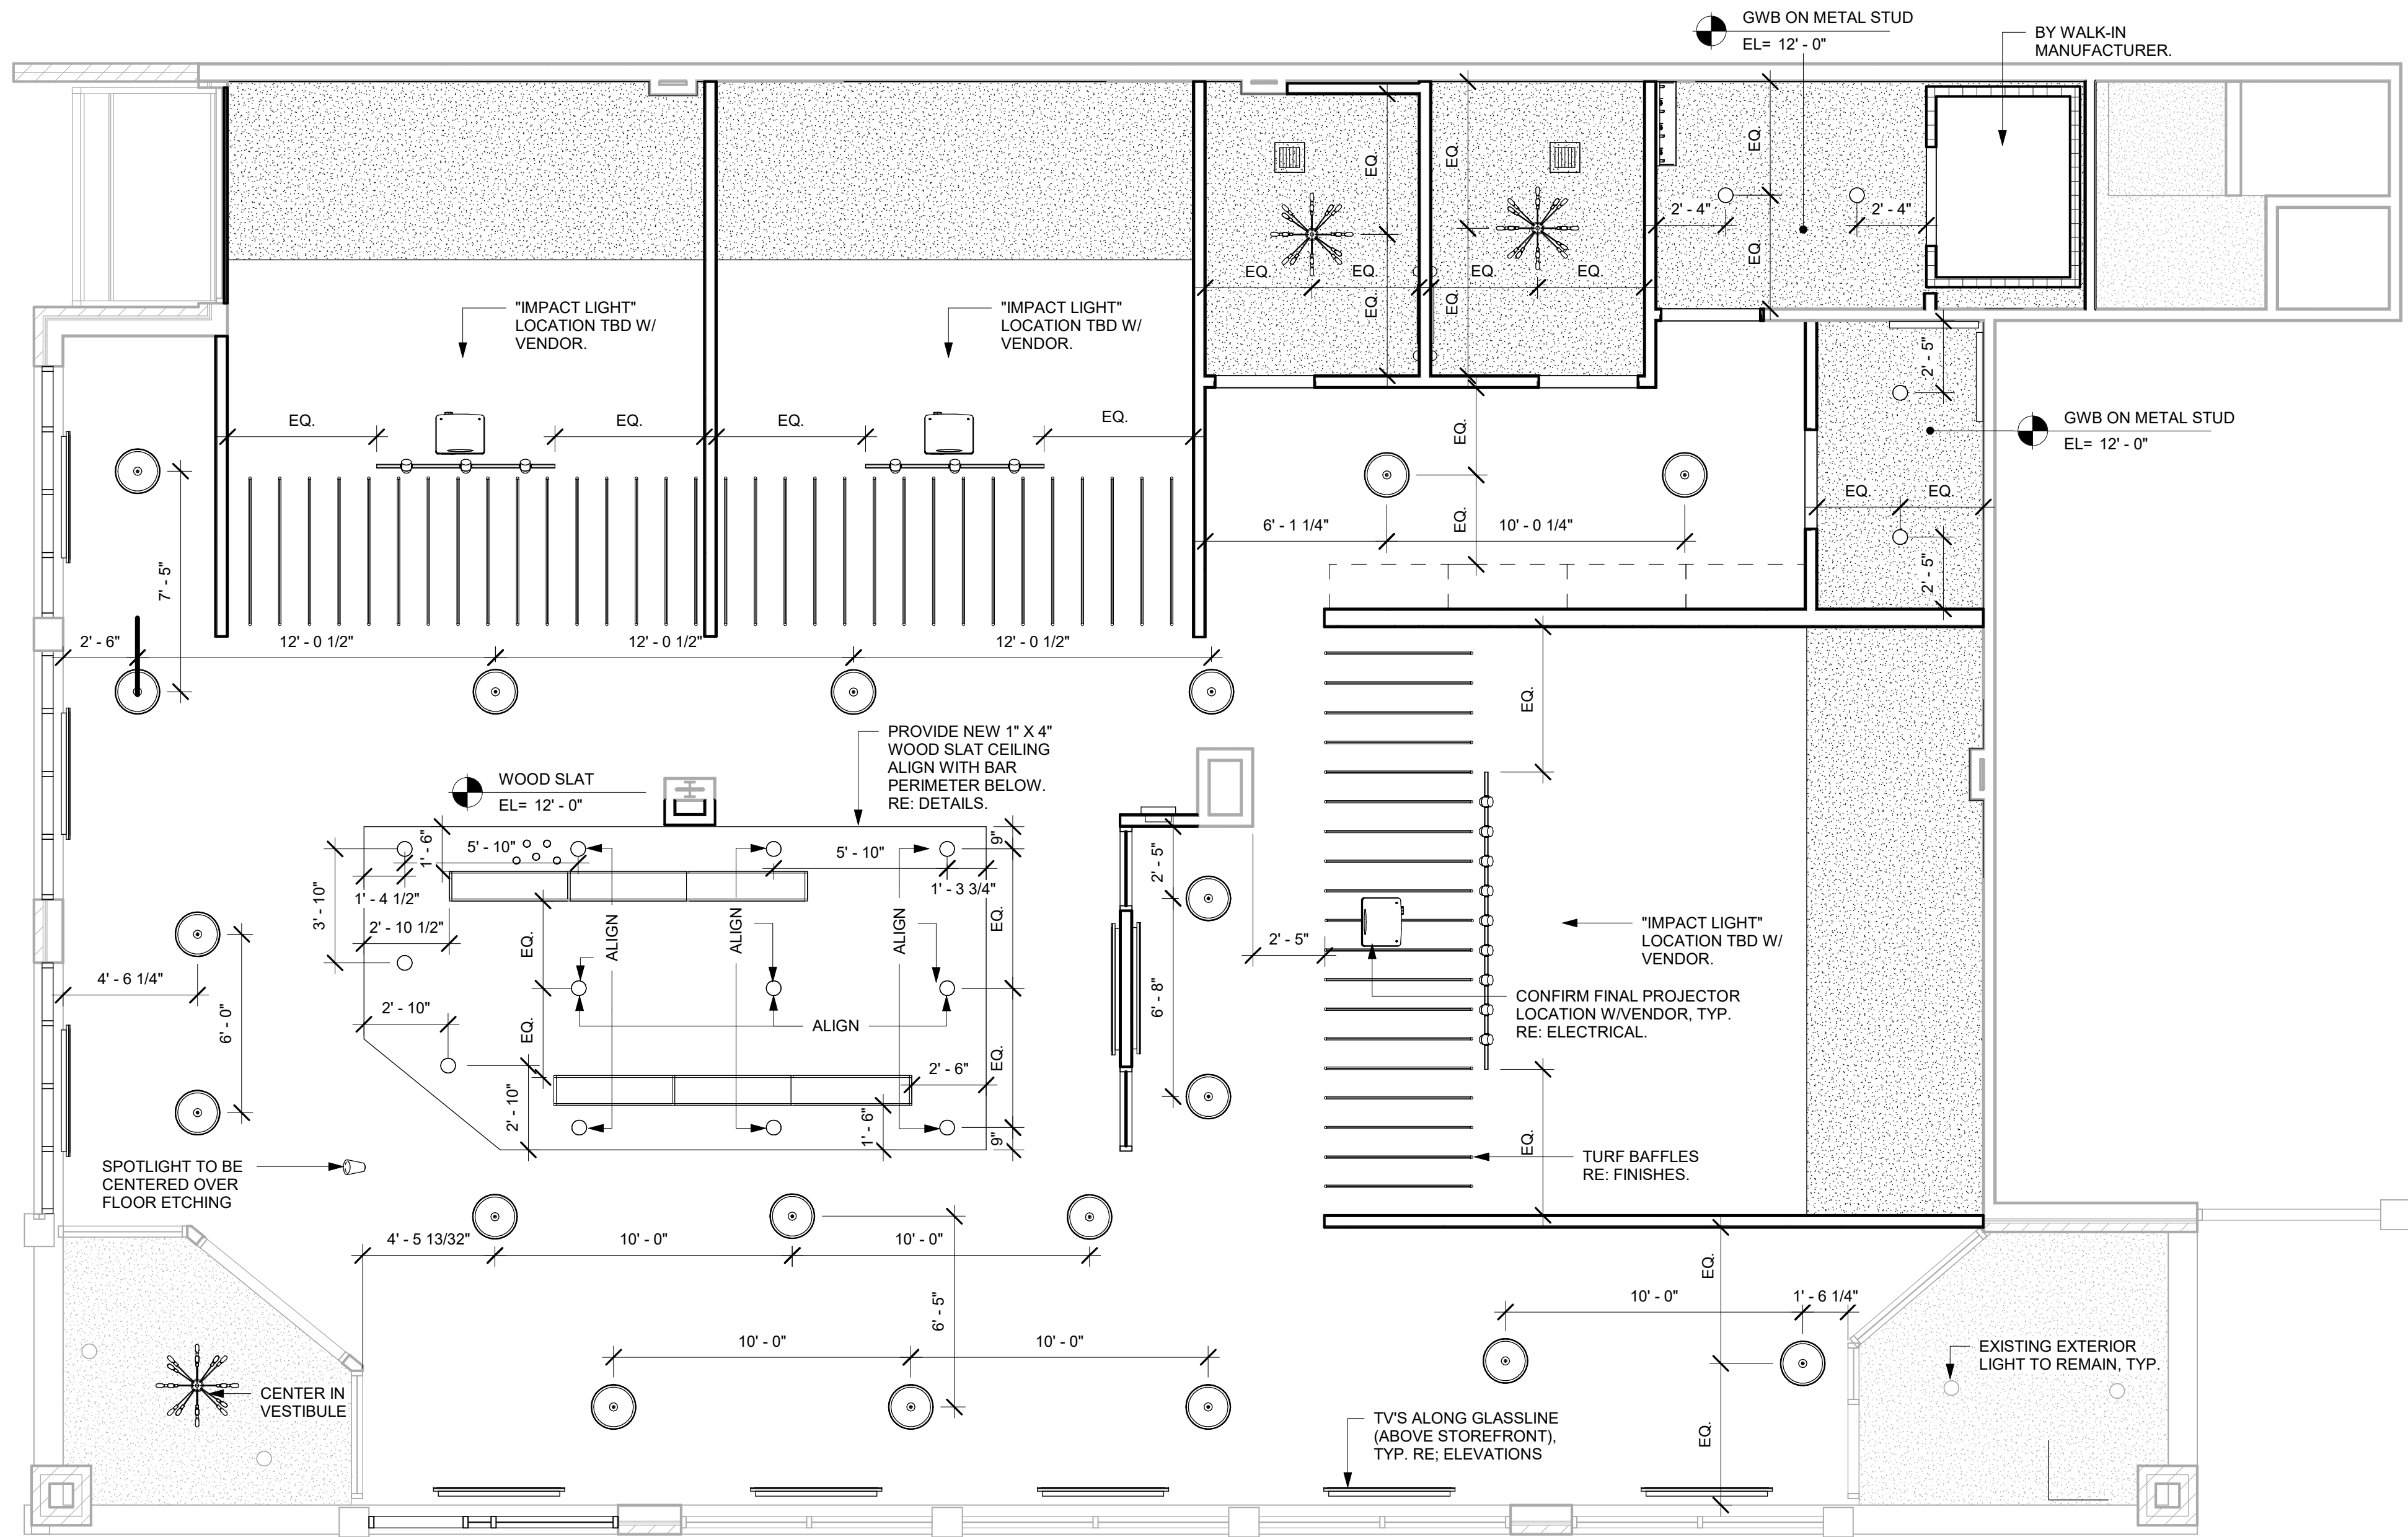 GWB ON METAL STUD
EL= 12' - 0"
BY WALK-IN
MANUFACTURER.
EQ.
EQ.
EQ.
2' - 4"
2' - 4"
EQ.
EQ.
EQ.
EQ.
EQ.
EQ.
EQ.
"IMPACT LIGHT"
LOCATION TBD W/
VENDOR.
"IMPACT LIGHT"
LOCATION TBD W/
VENDOR.
2' - 5"
EQ.
EQ.
EQ.
EQ.
EQ.
GWB ON METAL STUD
EL= 12' - 0"
EQ.
EQ.
EQ.
6' - 1 1/4"
10' - 0 1/4"
2' - 5"
7' - 5"
2' - 6"
12' - 0 1/2"
12' - 0 1/2"
12' - 0 1/2"
EQ.
PROVIDE NEW 1" X 4"
WOOD SLAT CEILING
ALIGN WITH BAR
PERIMETER BELOW.
RE: DETAILS.
WOOD SLAT
EL= 12' - 0"
1' - 6"
5' - 10"
5' - 10"
9"
2' - 5"
1' - 4 1/2"
1' - 3 3/4"
3' - 10"
2' - 10 1/2"
EQ.
ALIGN
ALIGN
ALIGN
EQ.
2' - 5"
"IMPACT LIGHT"
LOCATION TBD W/
VENDOR.
4' - 6 1/4"
6' - 0"
2' - 10"
EQ.
ALIGN
EQ.
6' - 8"
CONFIRM FINAL PROJECTOR
LOCATION W/VENDOR, TYP.
RE: ELECTRICAL.
2' - 6"
2' - 10"
1' - 6"
9"
EQ.
TURF BAFFLES
RE: FINISHES.
SPOTLIGHT TO BE
CENTERED OVER
FLOOR ETCHING
4' - 5 13/32"
10' - 0"
10' - 0"
EQ.
6' - 5"
10' - 0"
1' - 6 1/4"
10' - 0"
10' - 0"
EXISTING EXTERIOR
LIGHT TO REMAIN, TYP.
CENTER IN
VESTIBULE
TV'S ALONG GLASSLINE
(ABOVE STOREFRONT),
TYP. RE; ELEVATIONS
EQ.